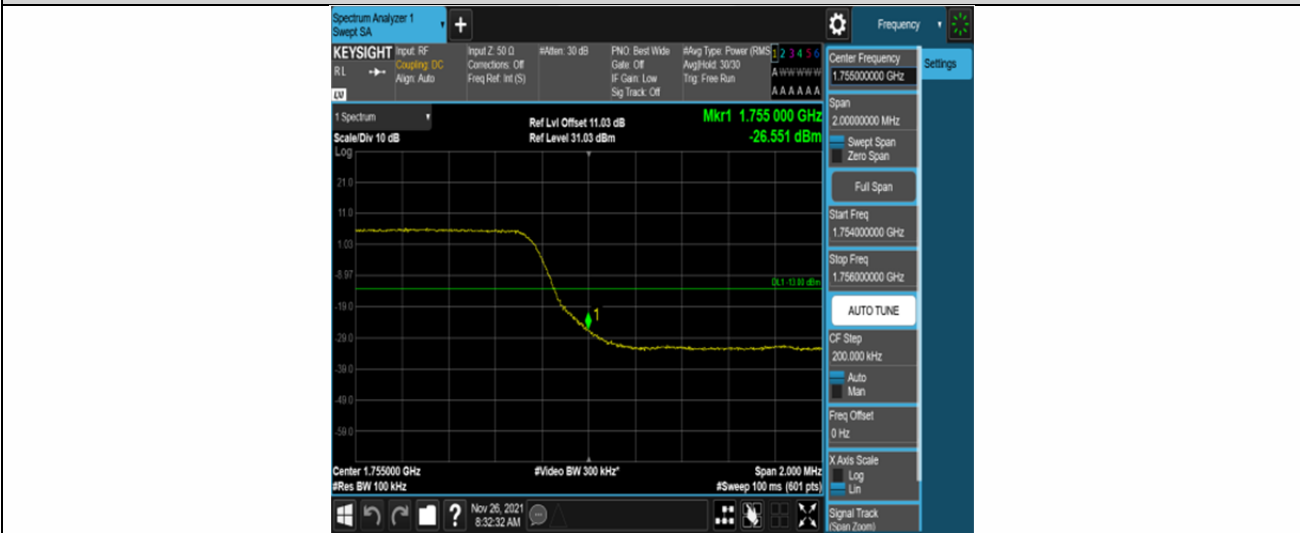 Spectrum Analyzer 1
Swept SA
+
Frequency
KEYSIGHT
RL
LXI
Input: RF
Coupling: DC
Align: Auto
Input Z: 50 Ω
Corrections: Off
Freq Ref: Int (S)
#Atten: 30 dB
PNO: Best Wide
Gate: Off
IF Gain: Low
Sig Track: Off
#Avg Type: Power (RMS
Avg|Hold: 30/30
Trig: Free Run
1 2 3 4 5 6
A W W W W W
A A A A A A
1 Spectrum
Scale/Div 10 dB
Log
Ref Lvl Offset 11.03 dB
Ref Level 31.03 dBm
Mkr1 1.755 000 GHz
-26.551 dBm
21.0
11.0
1.03
-8.97
DL1 -13.00 dBm
-19.0
1
-29.0
-39.0
-49.0
-59.0
Center 1.755000 GHz
#Res BW 100 kHz
#Video BW 300 kHz*
Span 2.000 MHz
#Sweep 100 ms (601 pts)
Center Frequency
1.755000000 GHz
Settings
Span
2.00000000 MHz
Swept Span
Zero Span
Full Span
Start Freq
1.754000000 GHz
Stop Freq
1.756000000 GHz
AUTO TUNE
CF Step
200.000 kHz
Auto
Man
Freq Offset
0 Hz
X Axis Scale
Log
Lin
Signal Track
(Span Zoom)
?
Nov 26, 2021
8:32:32 AM